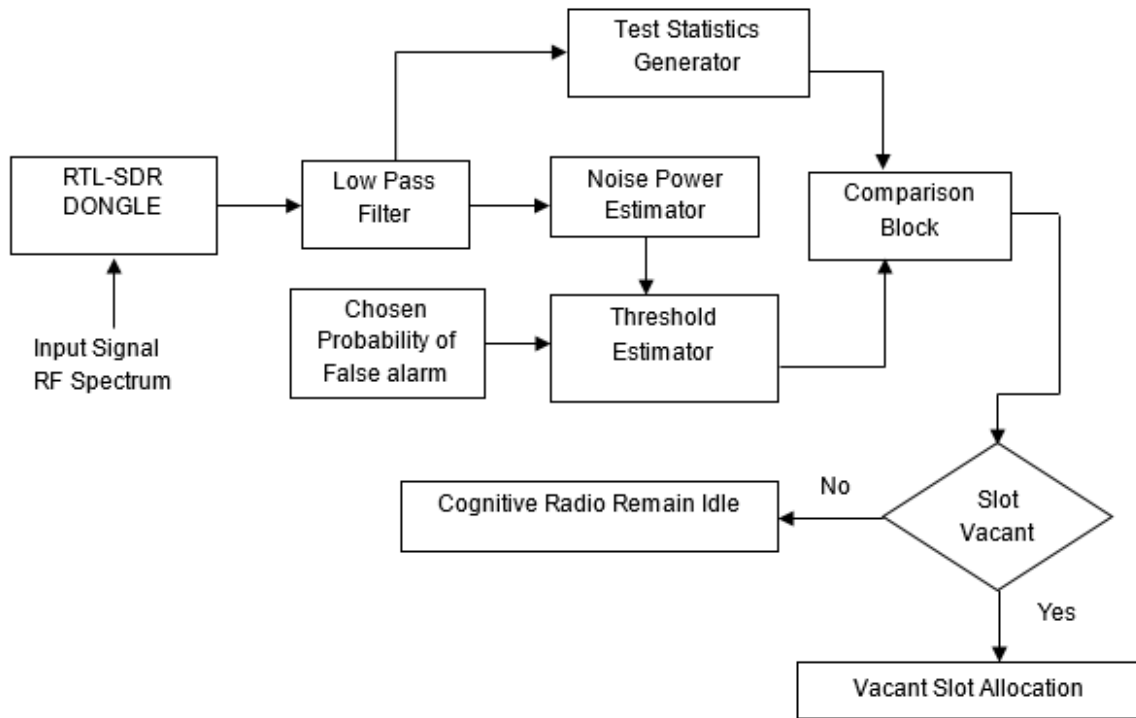 Test Statistics
Generator
RTL-SDR
DONGLE
Low Pass
Filter
Noise Power
Estimator
Comparison
Block
Chosen
Probability of
False alarm
Threshold
Estimator
Input Signal
RF Spectrum
Cognitive Radio Remain Idle
No
Slot
Vacant
Yes
Vacant Slot Allocation